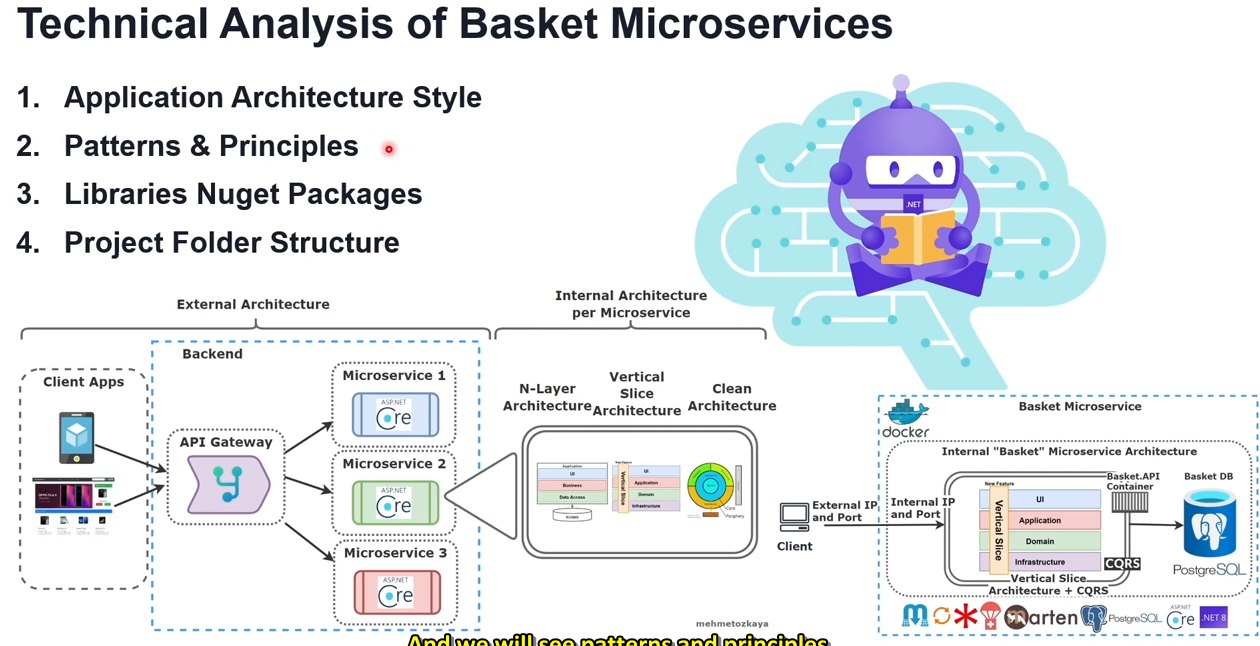 Technical Analysis of Basket Microservices
1. Application Architecture Style
2. Patterns & Principles
3. Libraries Nuget Packages
4. Project Folder Structure
.NET
External Architecture
Internal Architecture
per Microservice
Client Apps
Backend
API Gateway
Microservice 1
ASP.NET
Core
Microservice 2
ASP.NET
Core
Microservice 3
ASP.NET
Core
N-Layer
Architecture
Vertical
Slice
Architecture
Clean
Architecture
Application
UI
Business
Data Access
New Feature
Vertical Slice
UI
Application
Domain
Infrastructure
Core
Periphery
mehmetozkaya
Client
External IP
and Port
docker
Basket Microservice
Internal "Basket" Microservice Architecture
Internal IP
and Port
New Feature
Vertical Slice
UI
Application
Domain
Infrastructure
Basket.API
Container
CQRS
Vertical Slice
Architecture + CQRS
Basket DB
PostgreSQL
Marten
PostgreSQL
ASP.NET
Core
.NET 8
And we will see patterns and principles